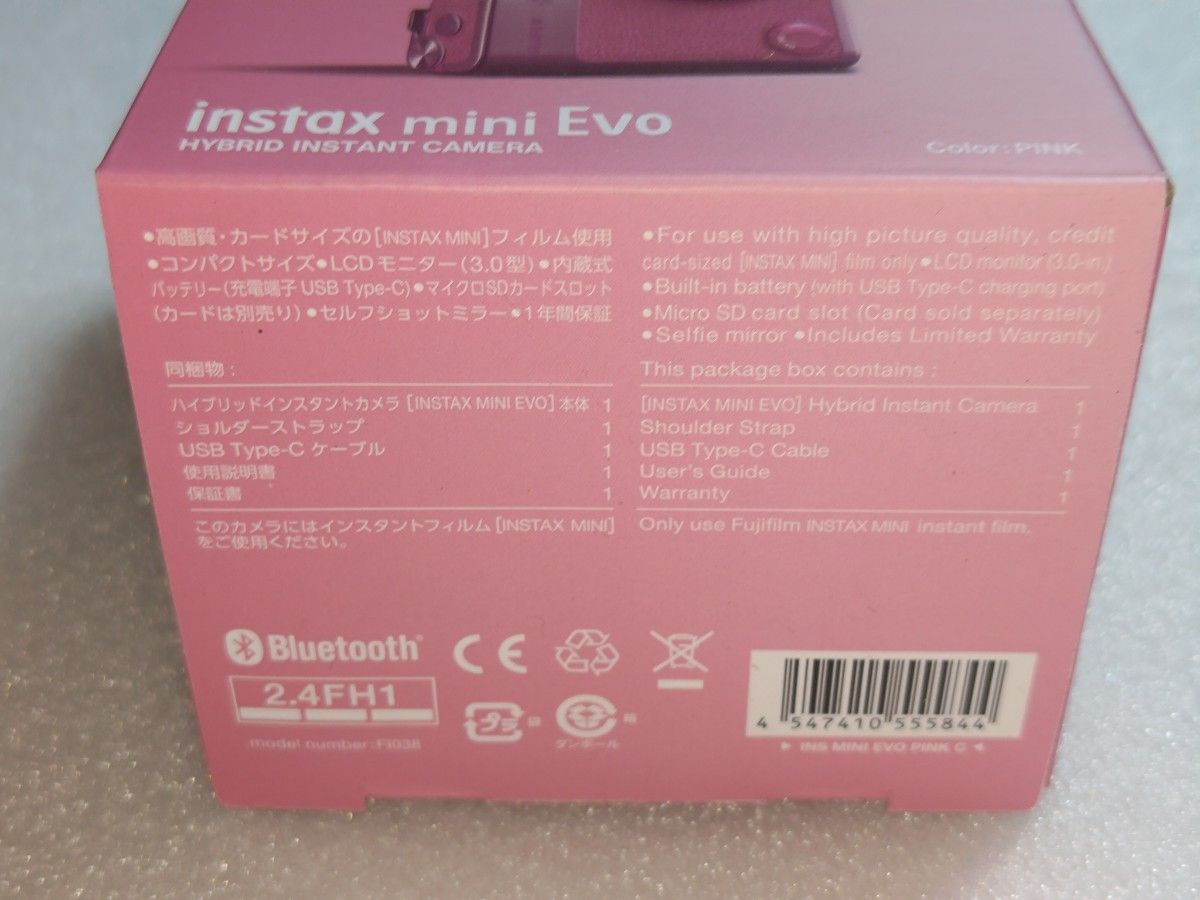 instax mini Evo
HYBRID INSTANT CAMERA
Color : PINK
●高画質・カードサイズの[INSTAX MINI]フィルム使用
●コンパクトサイズ●LCDモニター(3.0型)●内蔵式
バッテリー(充電端子 USB Type-C)●マイクロSDカードスロット
(カードは別売り)●セルフショットミラー●1年間保証
同梱物 :
ハイブリッドインスタントカメラ [INSTAX MINI EVO] 本体 1
ショルダーストラップ 1
USB Type-C ケーブル 1
使用説明書 1
保証書 1
このカメラにはインスタントフィルム [INSTAX MINI]
をご使用ください。
●For use with high picture quality, credit
card-sized [INSTAX MINI] film only●LCD monitor (3.0-in.)
●Built-in battery (with USB Type-C charging port)
●Micro SD card slot (Card sold separately)
●Selfie mirror ●Includes Limited Warranty
This package box contains :
[INSTAX MINI EVO] Hybrid Instant Camera 1
Shoulder Strap 1
USB Type-C Cable 1
User's Guide 1
Warranty 1
Only use Fujifilm INSTAX MINI instant film.
Bluetooth®
CE
2.4FH1
model number : FI038
プラ 袋
ダンボール 箱
4 547410 555844
INS MINI EVO PINK C